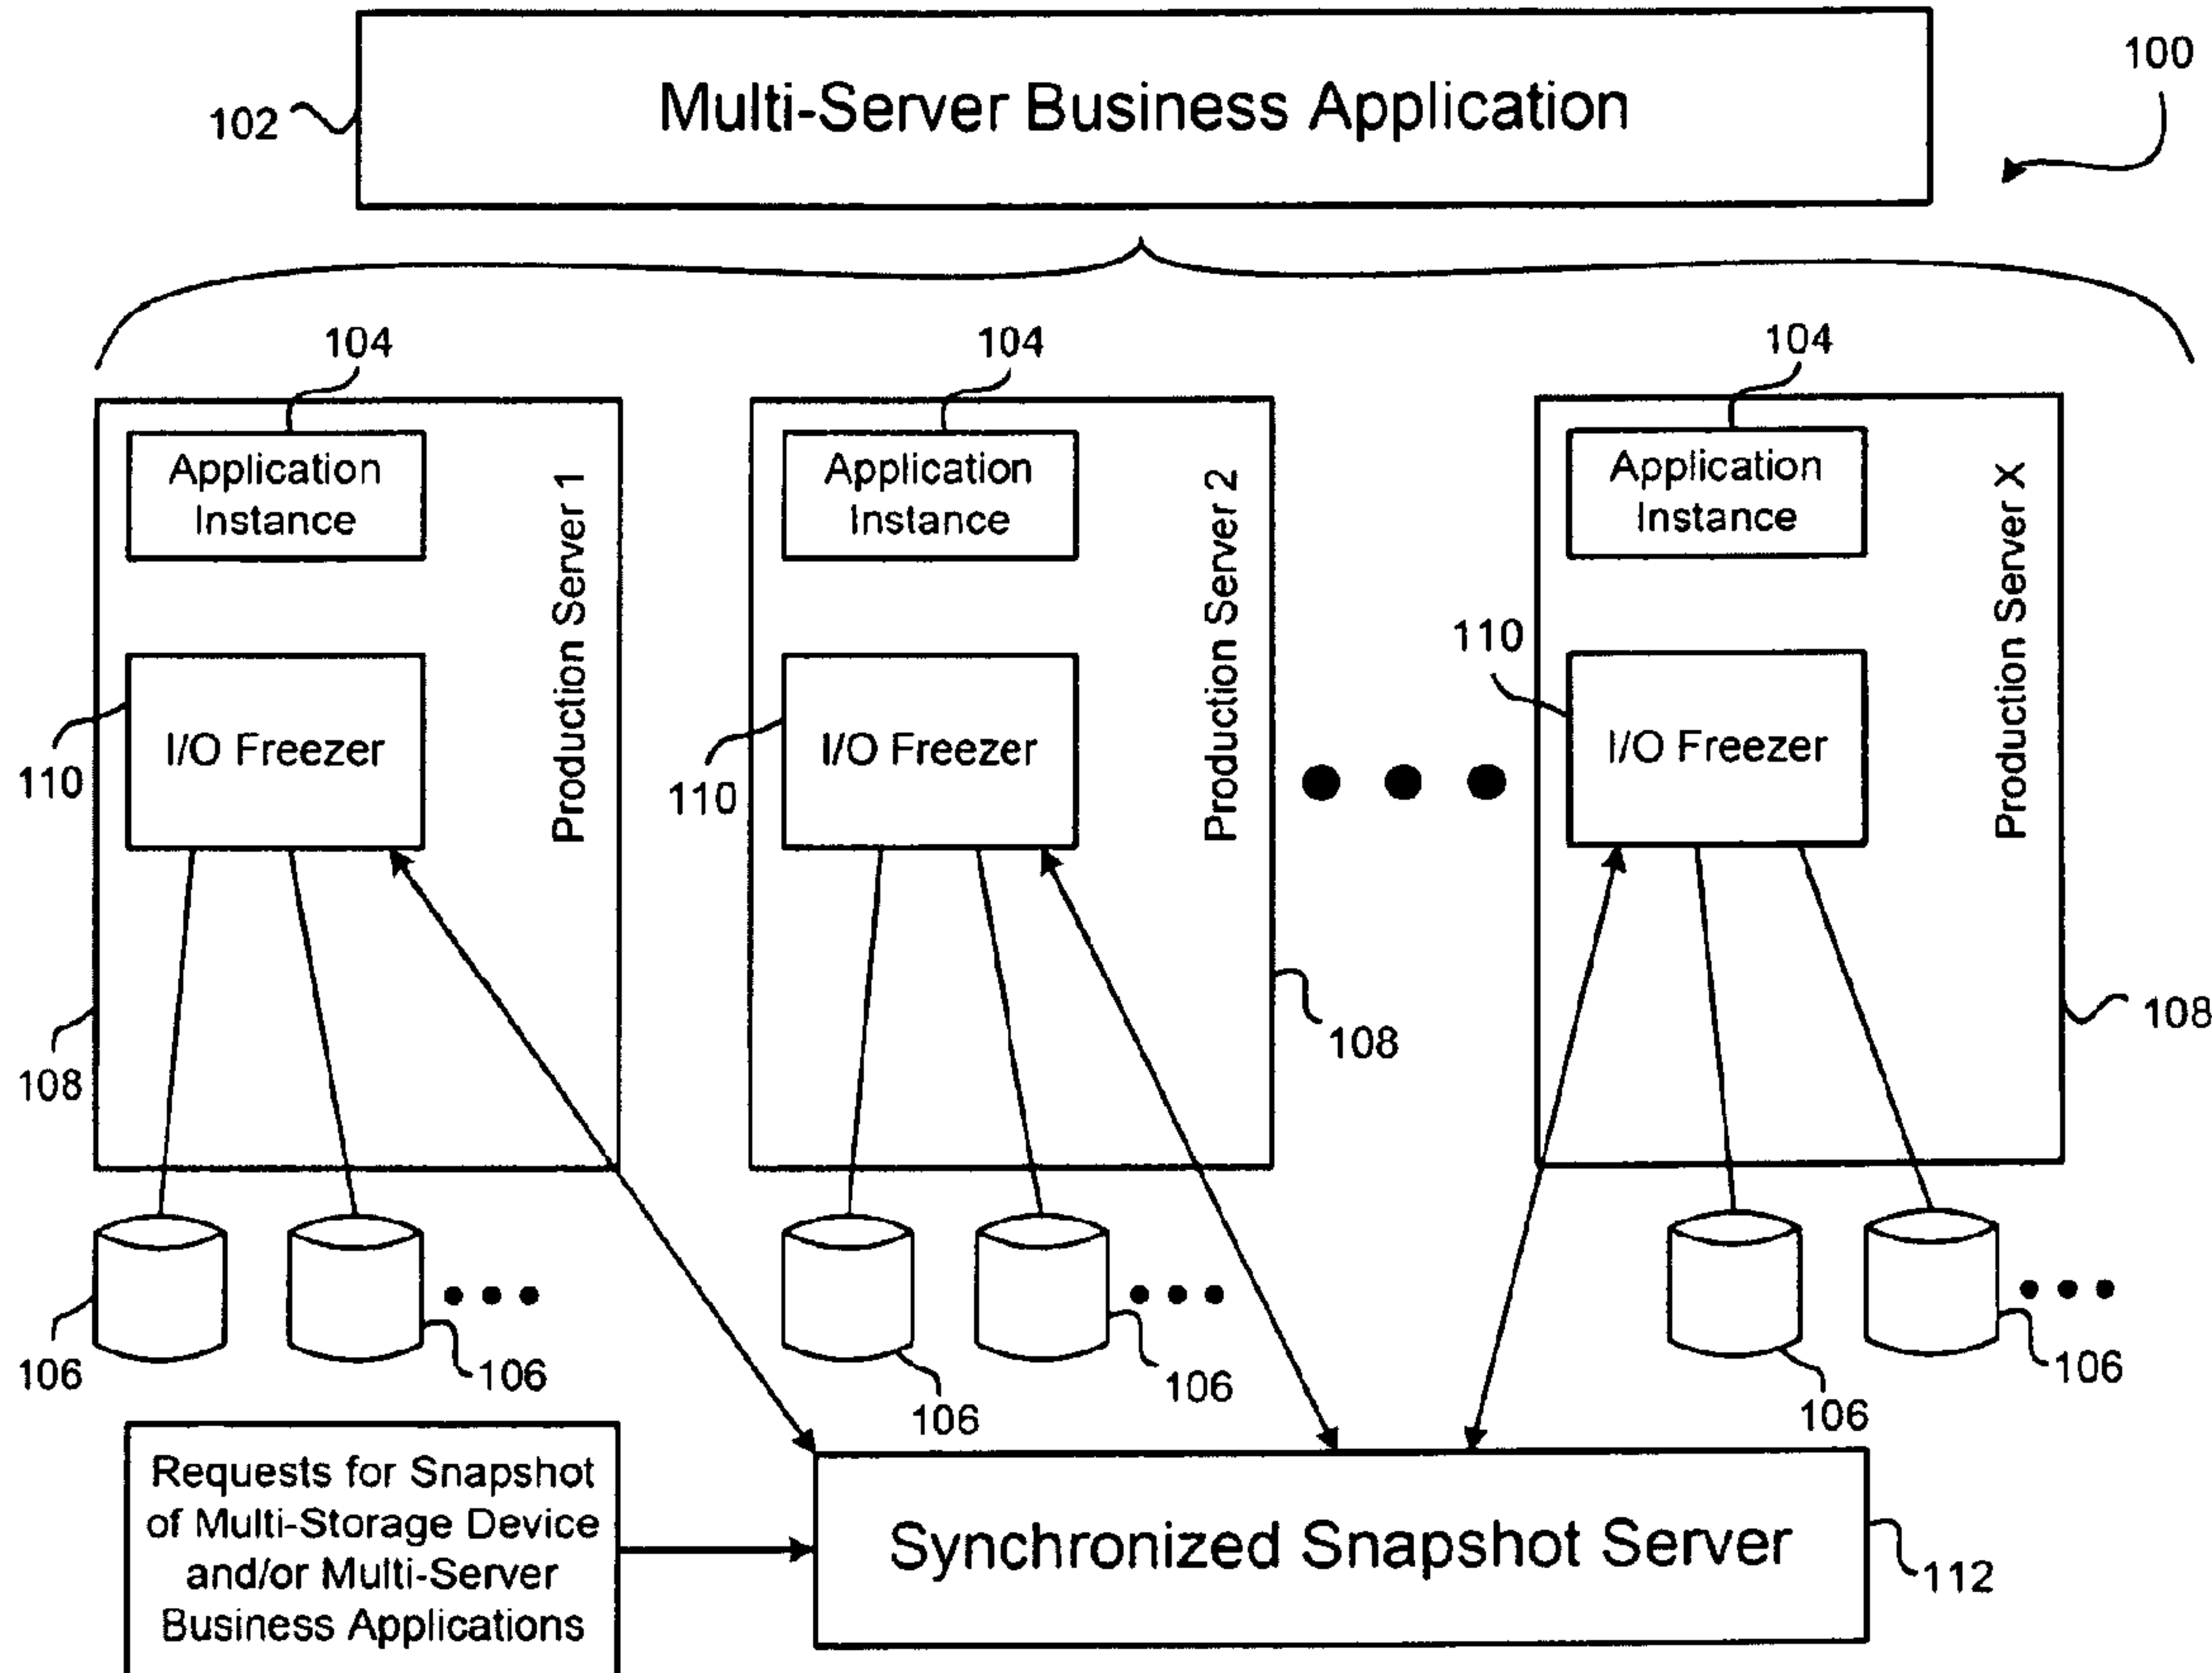 Multi-Server Business Application
100
102
104
104
104
Application
Instance
Production Server 1
Application
Instance
Production Server 2
Application
Instance
Production Server X
I/O Freezer
110
I/O Freezer
110
I/O Freezer
110
108
108
108
106
106
106
106
106
106
Requests for Snapshot
of Multi-Storage Device
and/or Multi-Server
Business Applications
Synchronized Snapshot Server
112